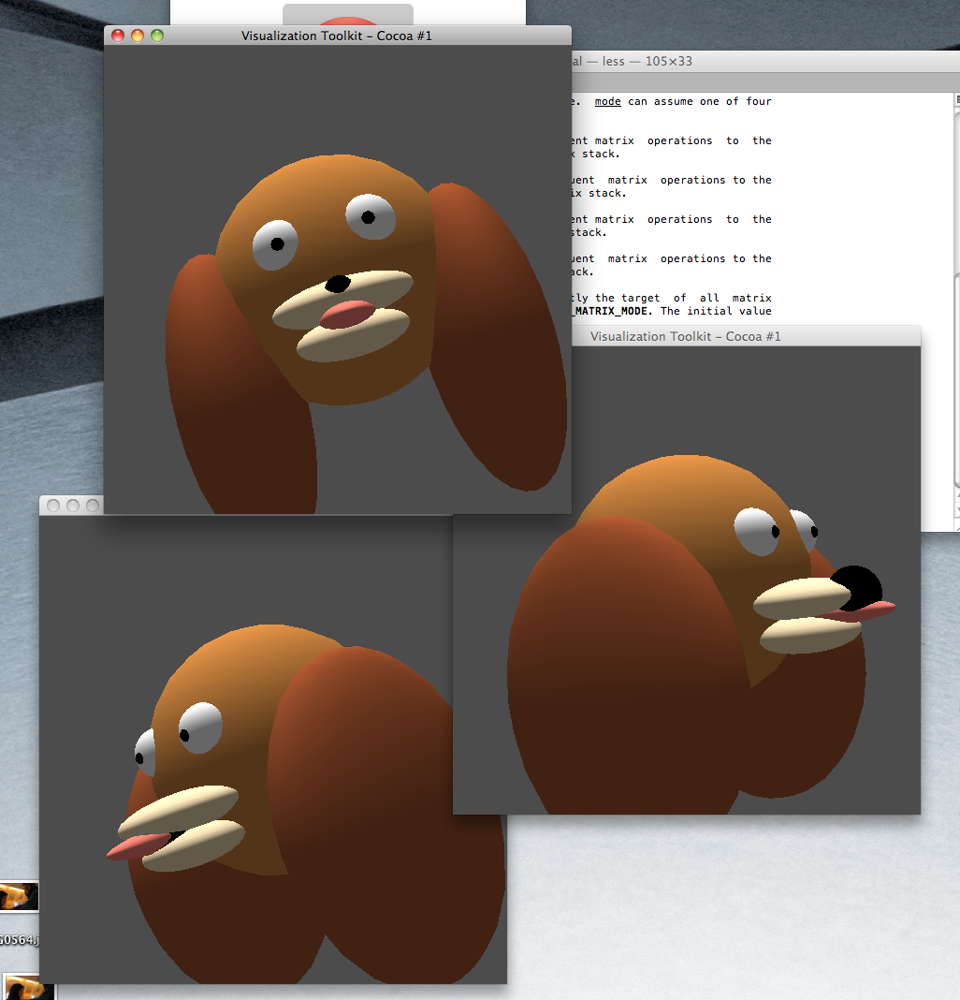 Visualization Toolkit – Cocoa #1
al — less — 105×33
e. mode can assume one of four
ent matrix operations to the
x stack.
uent matrix operations to the
ix stack.
ent matrix operations to the
stack.
uent matrix operations to the
ack.
tly the target of all matrix
_MATRIX_MODE. The initial value
Visualization Toolkit – Cocoa #1
G0564.j